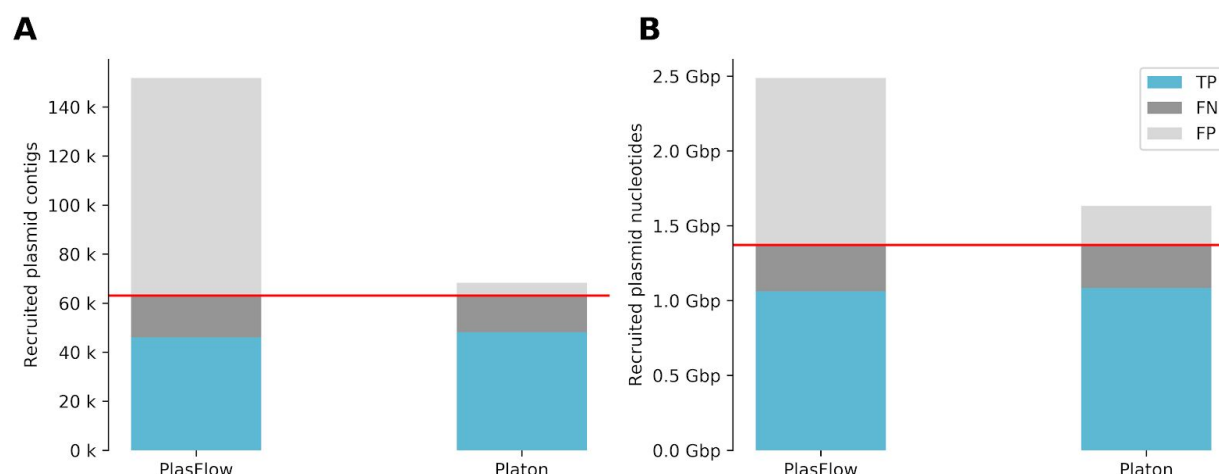 A
Recruited plasmid contigs
140 k
120 k
100 k
80 k
60 k
40 k
20 k
0 k
PlasFlow
Platon
B
Recruited plasmid nucleotides
2.5 Gbp
2.0 Gbp
1.5 Gbp
1.0 Gbp
0.5 Gbp
0.0 Gbp
PlasFlow
Platon
TP
FN
FP